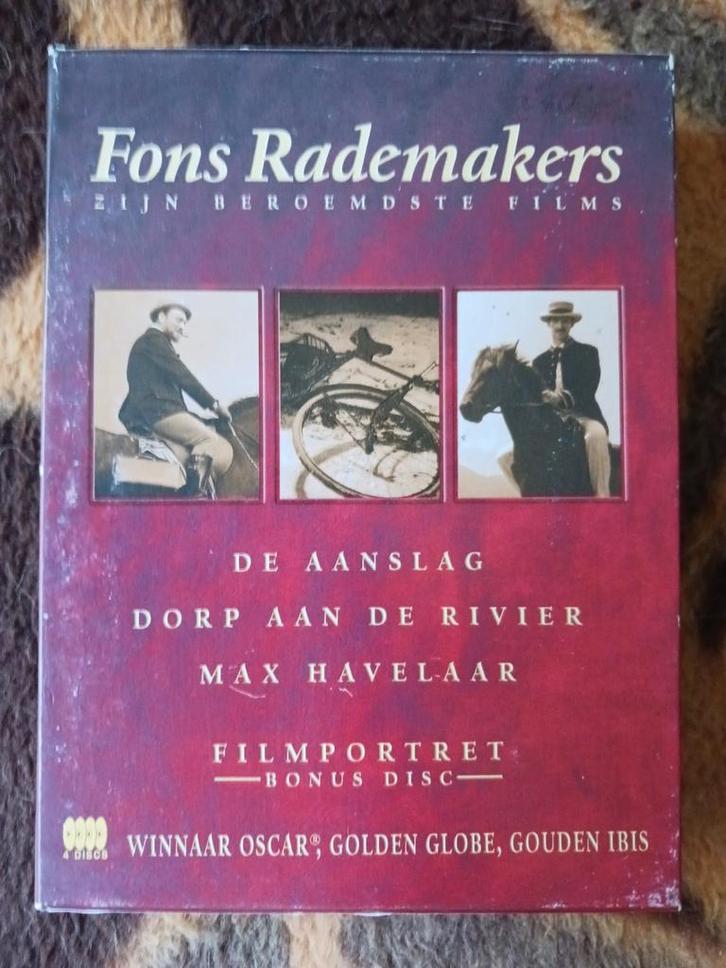 Fons Rademakers
ZIJN BEROEMDSTE FILMS
DE AANSLAG
DORP AAN DE RIVIER
MAX HAVELAAR
FILMPORTRET
BONUS DISC
4 DISCS
WINNAAR OSCAR®, GOLDEN GLOBE, GOUDEN IBIS